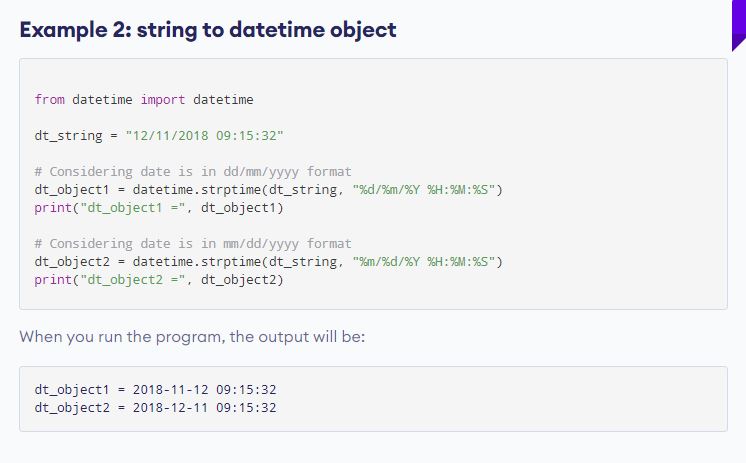 Example 2: string to datetime object
from datetime import datetime
dt_string = "12/11/2018 09:15:32"
# Considering date is in dd/mm/yyyy format
dt_object1 = datetime.strptime(dt_string, "%d/%m/%Y %H:%M:%S")
print("dt_object1 =", dt_object1)
# Considering date is in mm/dd/yyyy format
dt_object2 = datetime.strptime(dt_string, "%m/%d/%Y %H:%M:%S")
print("dt_object2 =", dt_object2)
When you run the program, the output will be:
dt_object1 = 2018-11-12 09:15:32
dt_object2 = 2018-12-11 09:15:32